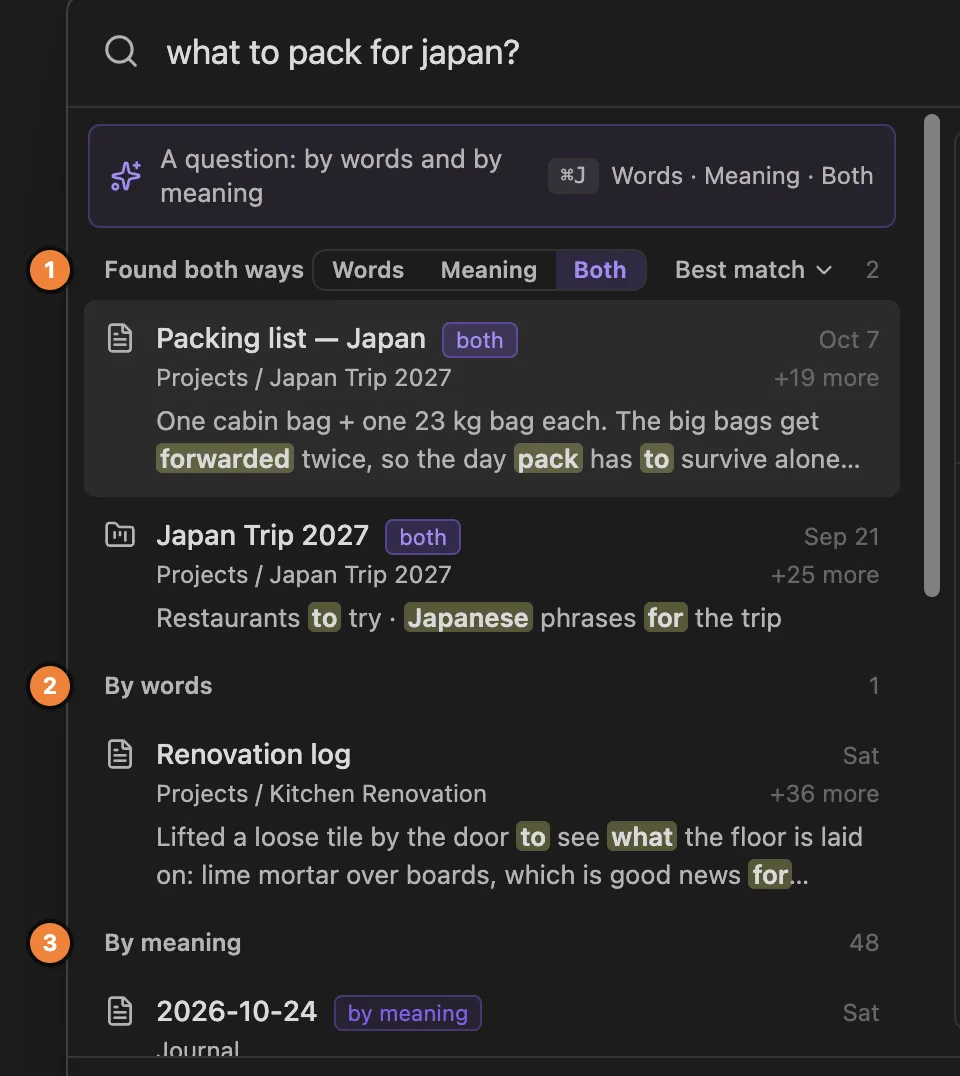 what to pack for japan?
A question: by words and by
meaning
⌘J Words · Meaning · Both
1 Found both ways Words Meaning Both Best match 2
Packing list — Japan both Oct 7
Projects / Japan Trip 2027 +19 more
One cabin bag + one 23 kg bag each. The big bags get
forwarded twice, so the day pack has to survive alone...
Japan Trip 2027 both Sep 21
Projects / Japan Trip 2027 +25 more
Restaurants to try · Japanese phrases for the trip
2 By words 1
Renovation log Sat
Projects / Kitchen Renovation +36 more
Lifted a loose tile by the door to see what the floor is laid
on: lime mortar over boards, which is good news for...
3 By meaning 48
2026-10-24 by meaning Sat
Journal